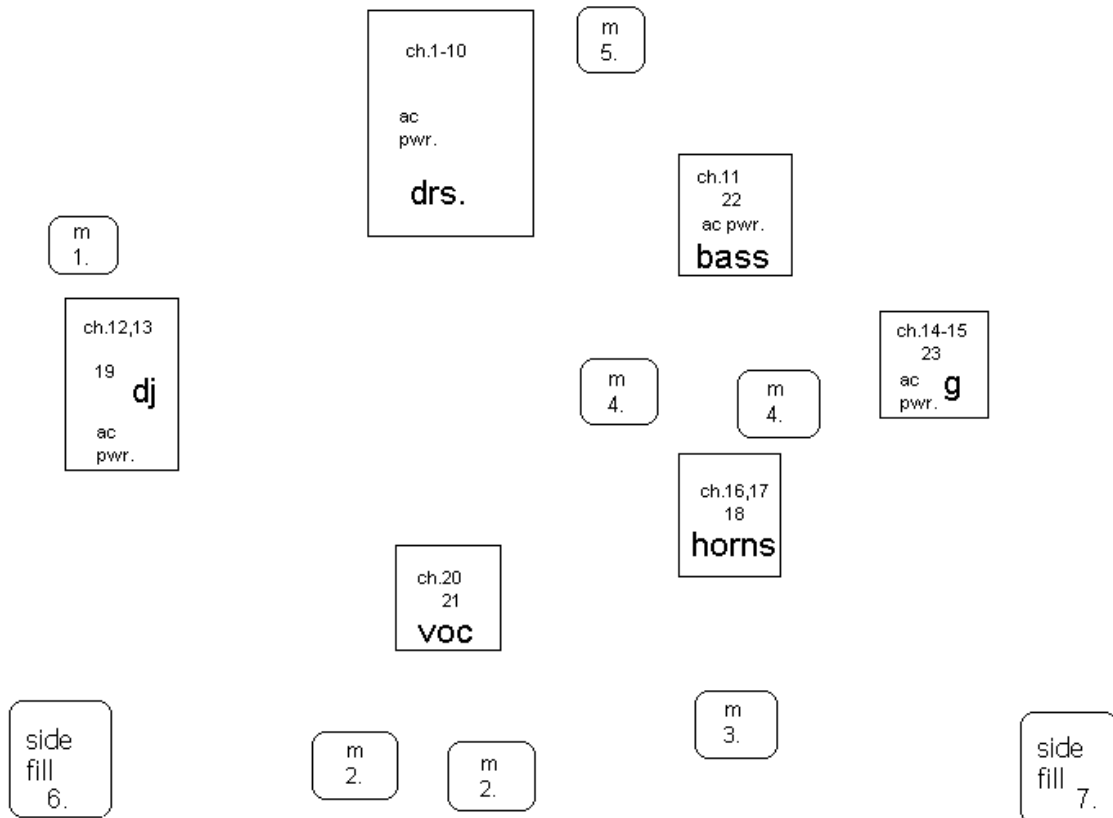 ch.1-10
ac
pwr.
drs.
m
5.
ch.11
22
ac pwr.
bass
m
1.
ch.12,13
19
dj
ac
pwr.
m
4.
m
4.
ch.14-15
23
ac
pwr. g
ch.16,17
18
horns
ch.20
21
voc
side
fill
6.
m
2.
m
2.
m
3.
side
fill
7.